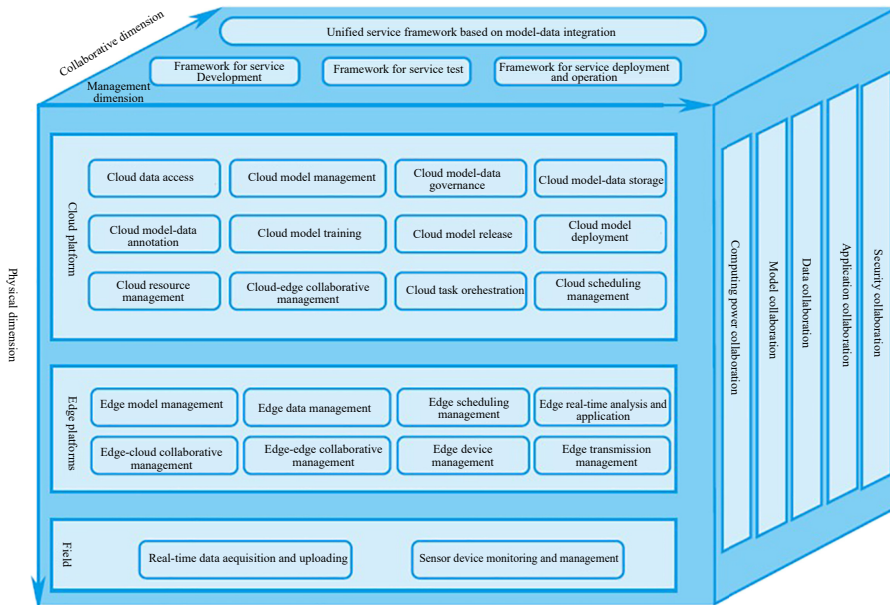 Collaborative dimension
Unified service framework based on model-data integration
Framework for service
Development
Framework for service test
Framework for service deployment
and operation
Management
dimension
Physical dimension
Cloud platform
Cloud data access
Cloud model management
Cloud model-data
governance
Cloud model-data storage
Cloud model-data
annotation
Cloud model training
Cloud model release
Cloud model
deployment
Cloud resource
management
Cloud-edge collaborative
management
Cloud task orehestration
Cloud scheduling
management
Edge platforms
Edge model management
Edge data management
Edge scheduling
management
Edge real-time analysis and
application
Edge-cloud collaborative
management
Edge-edge collaborative
management
Edge device
management
Edge transmission
management
Field
Real-time data aequisition and uploading
Sensor device monitoring and management
Computing power collaboration
Model collaboration
Data collaboration
Application collaboration
Security collaboration